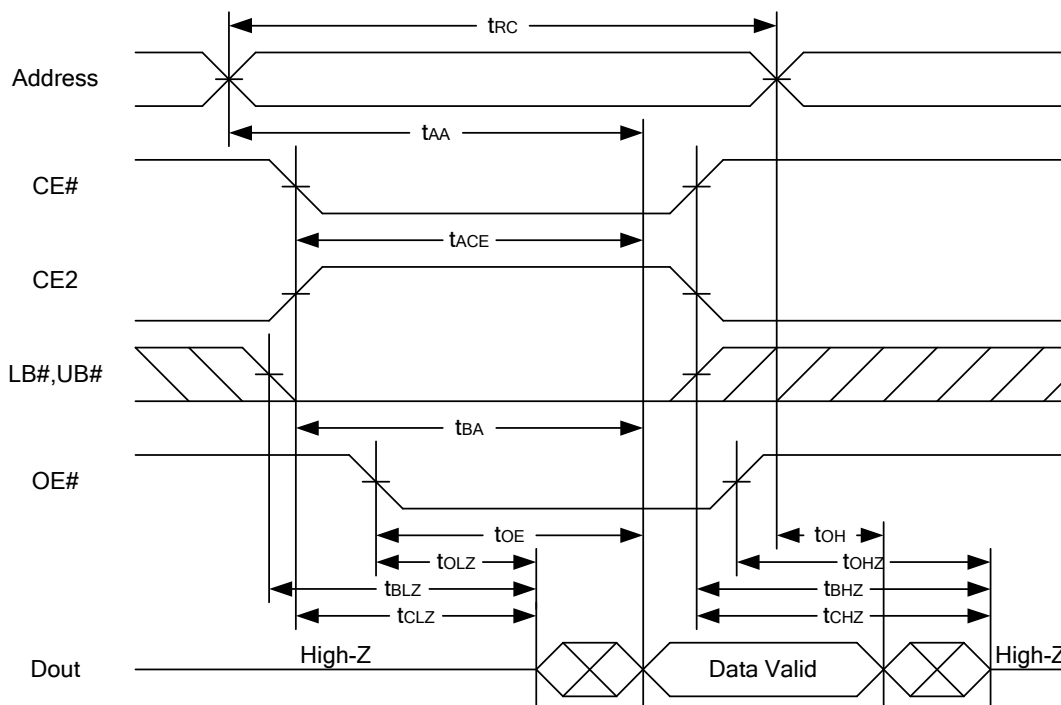 tRC
Address
tAA
CE#
tACE
CE2
LB#,UB#
tBA
OE#
tOE
tOH
tOLZ
tOHZ
tBLZ
tBHZ
tCLZ
tCHZ
High-Z
Dout
Data Valid
High-Z